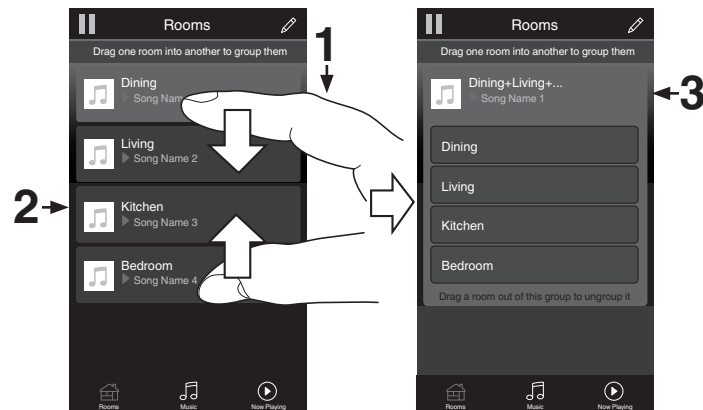 Rooms
Drag one room into another to group them
Dining
Song Nam
Living
Song Name 2
Kitchen
Song Name 3
Bedroom
Song Name 4
Rooms
Music
Now Playing
1
2
Rooms
Drag one room into another to group them
Dining+Living+...
Song Name 1
Dining
Living
Kitchen
Bedroom
Drag a room out of this group to ungroup it
Rooms
Music
Now Playing
3